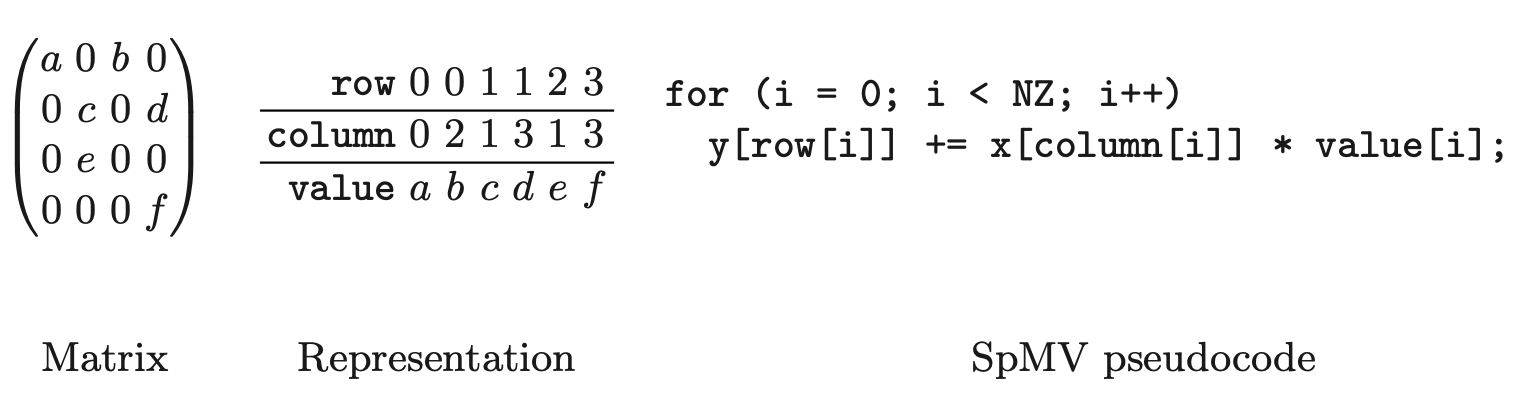 a 0 b 0
0 c 0 d
0 e 0 0
0 0 0 f
row 0 0 1 1 2 3
column 0 2 1 3 1 3
value a b c d e f
for (i = 0; i < NZ; i++)
y[row[i]] += x[column[i]] * value[i];
Matrix
Representation
SpMV pseudocode